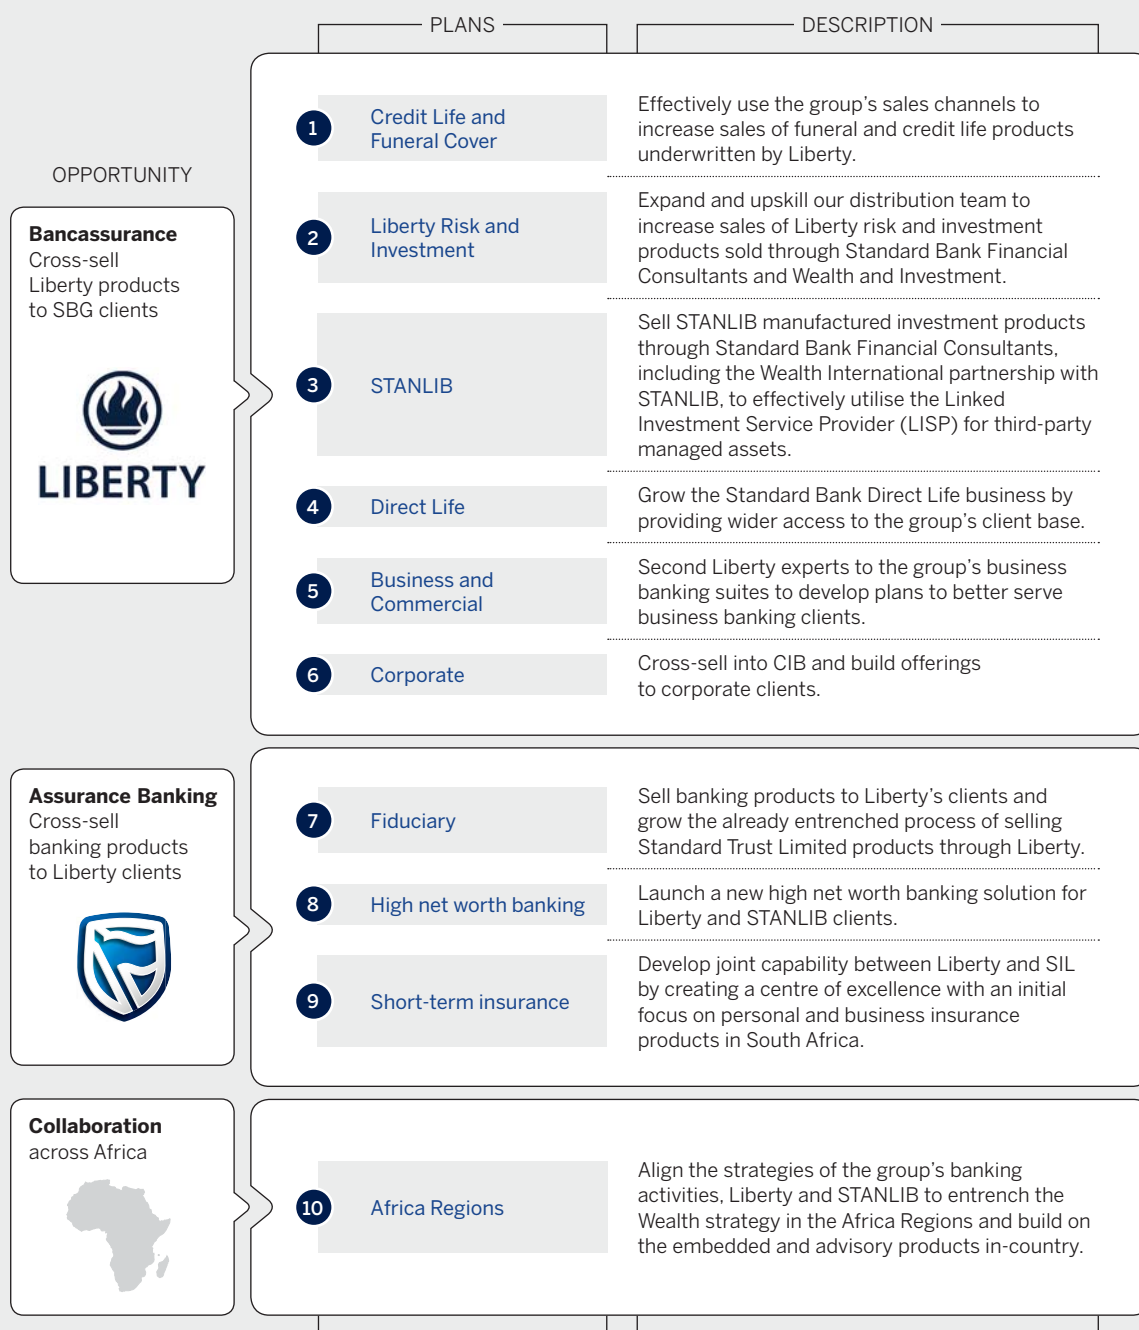 PLANS
DESCRIPTION
OPPORTUNITY
Bancassurance
Cross-sell
Liberty products
to SBG clients
LIBERTY
1
Credit Life and
Funeral Cover
Effectively use the group's sales channels to
increase sales of funeral and credit life products
underwritten by Liberty.
2
Liberty Risk and
Investment
Expand and upskill our distribution team to
increase sales of Liberty risk and investment
products sold through Standard Bank Financial
Consultants and Wealth and Investment.
3
STANLIB
Sell STANLIB manufactured investment products
through Standard Bank Financial Consultants,
including the Wealth International partnership with
STANLIB, to effectively utilise the Linked
Investment Service Provider (LISP) for third-party
managed assets.
4
Direct Life
Grow the Standard Bank Direct Life business by
providing wider access to the group's client base.
5
Business and
Commercial
Second Liberty experts to the group's business
banking suites to develop plans to better serve
business banking clients.
6
Corporate
Cross-sell into CIB and build offerings
to corporate clients.
Assurance Banking
Cross-sell
banking products
to Liberty clients
7
Fiduciary
Sell banking products to Liberty's clients and
grow the already entrenched process of selling
Standard Trust Limited products through Liberty.
8
High net worth banking
Launch a new high net worth banking solution for
Liberty and STANLIB clients.
9
Short-term insurance
Develop joint capability between Liberty and SIL
by creating a centre of excellence with an initial
focus on personal and business insurance
products in South Africa.
Collaboration
across Africa
10
Africa Regions
Align the strategies of the group's banking
activities, Liberty and STANLIB to entrench the
Wealth strategy in the Africa Regions and build on
the embedded and advisory products in-country.